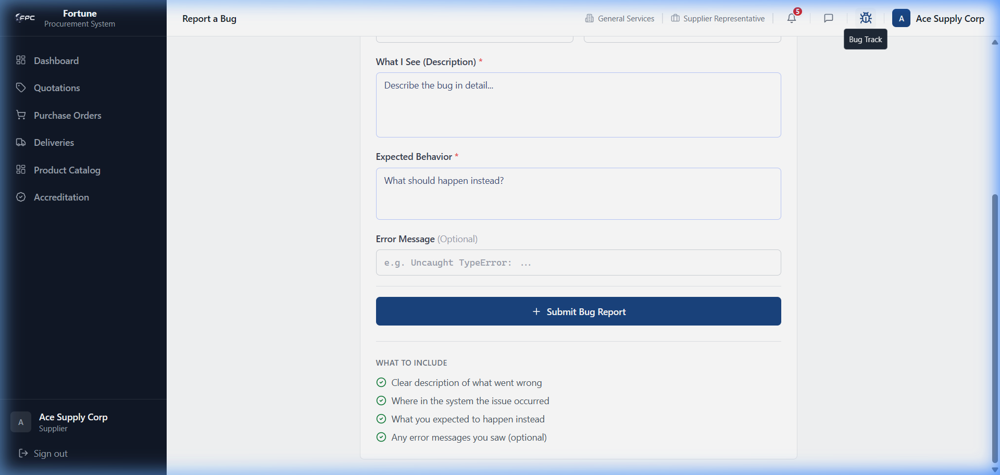 FPC
Fortune
Procurement System
Dashboard
Quotations
Purchase Orders
Deliveries
Product Catalog
Accreditation
A
Ace Supply Corp
Supplier
Sign out
Report a Bug
General Services
Supplier Representative
5
A
Ace Supply Corp
Bug Track
What I See (Description) *
Describe the bug in detail...
Expected Behavior *
What should happen instead?
Error Message (Optional)
e.g. Uncaught TypeError: ...
+ Submit Bug Report
WHAT TO INCLUDE
Clear description of what went wrong
Where in the system the issue occurred
What you expected to happen instead
Any error messages you saw (optional)